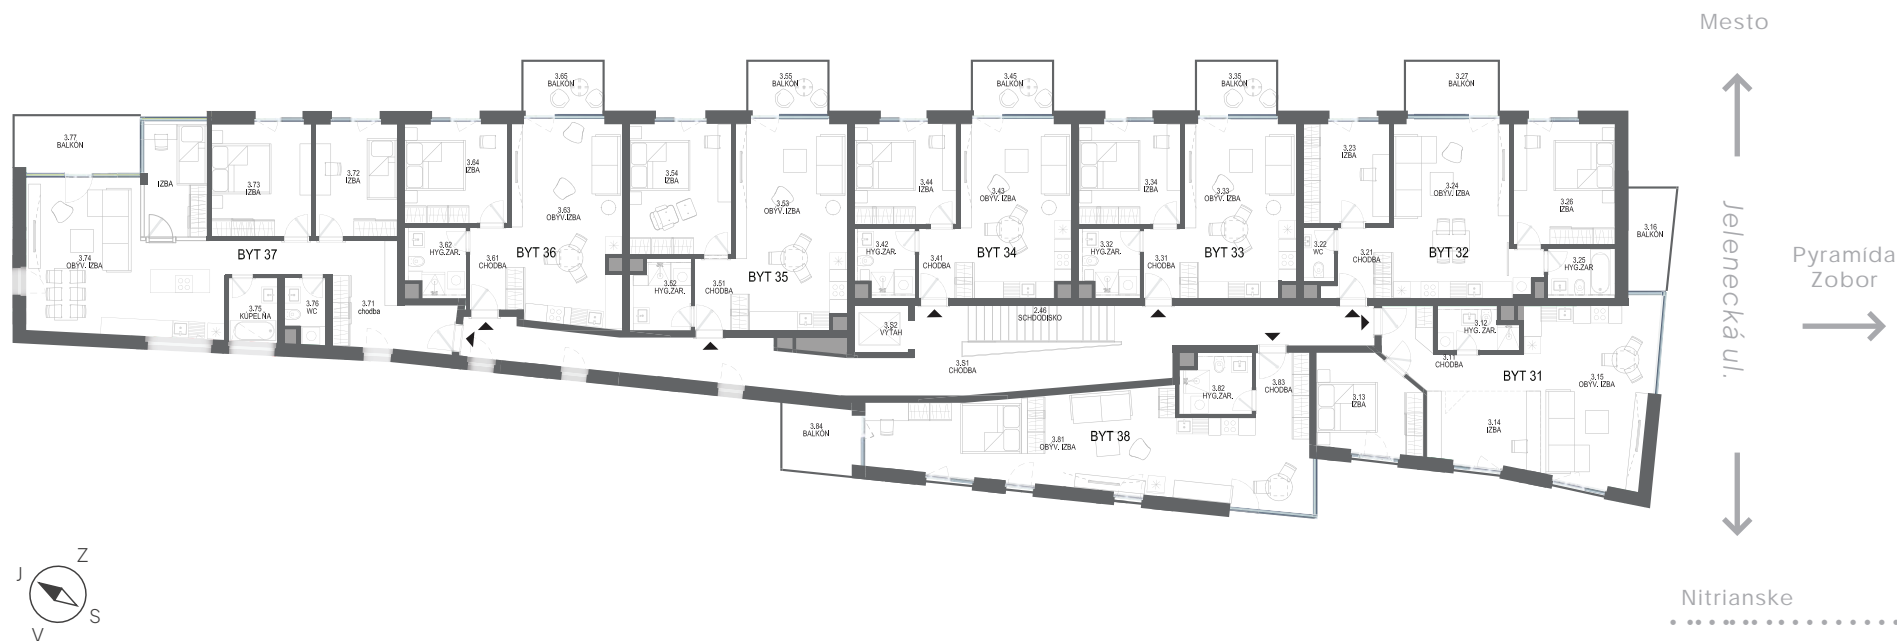 Mesto
3.65
BALKÓN
3.55
BALKÓN
3.45
BALKÓN
3.35
BALKÓN
3.27
BALKÓN
3.77
BALKÓN
IZBA
3.73
IZBA
3.72
IZBA
3.64
IZBA
3.63
OBÝV. IZBA
3.54
IZBA
3.53
OBÝV. IZBA
3.44
IZBA
3.43
OBÝV. IZBA
3.34
IZBA
3.33
OBÝV. IZBA
3.23
IZBA
3.24
OBÝV. IZBA
3.26
IZBA
3.16
BALKÓN
3.74
OBÝV. IZBA
BYT 37
3.62
HYG.ZAR.
3.61
CHODBA
BYT 36
3.52
HYG.ZAR.
3.51
CHODBA
BYT 35
3.42
HYG.ZAR.
3.41
CHODBA
BYT 34
3.32
HYG.ZAR.
3.31
CHODBA
BYT 33
3.22
WC
3.21
CHODBA
BYT 32
3.25
HYG.ZAR
3.75
KÚPEĽŇA
3.76
WC
3.71
chodba
3.S2
VÝŤAH
2.46
SCHODISKO
3.S1
CHODBA
3.12
HYG. ZAR.
3.11
CHODBA
BYT 31
3.15
OBÝV. IZBA
3.13
IZBA
3.14
IZBA
3.82
HYG.ZAR.
3.83
CHODBA
3.84
BALKÓN
3.81
OBÝV. IZBA
BYT 38
Jelenecká ul.
Pyramída
Zobor
J
Z
S
V
Nitrianske